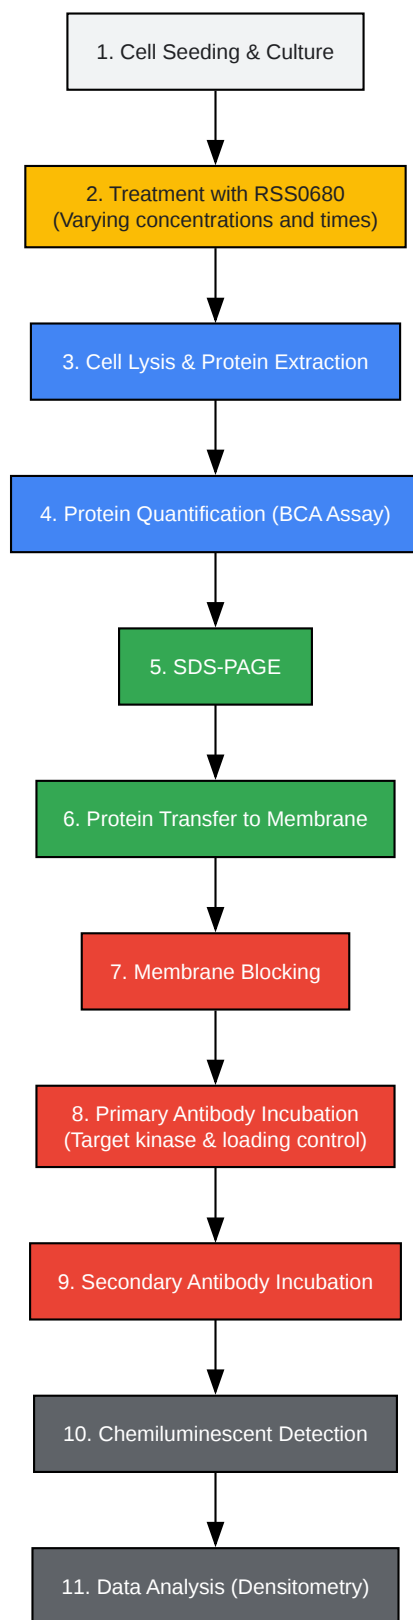 1. Cell Seeding & Culture
2. Treatment with RSS0680
(Varying concentrations and times)
3. Cell Lysis & Protein Extraction
4. Protein Quantification (BCA Assay)
5. SDS-PAGE
6. Protein Transfer to Membrane
7. Membrane Blocking
8. Primary Antibody Incubation
(Target kinase & loading control)
9. Secondary Antibody Incubation
10. Chemiluminescent Detection
11. Data Analysis (Densitometry)